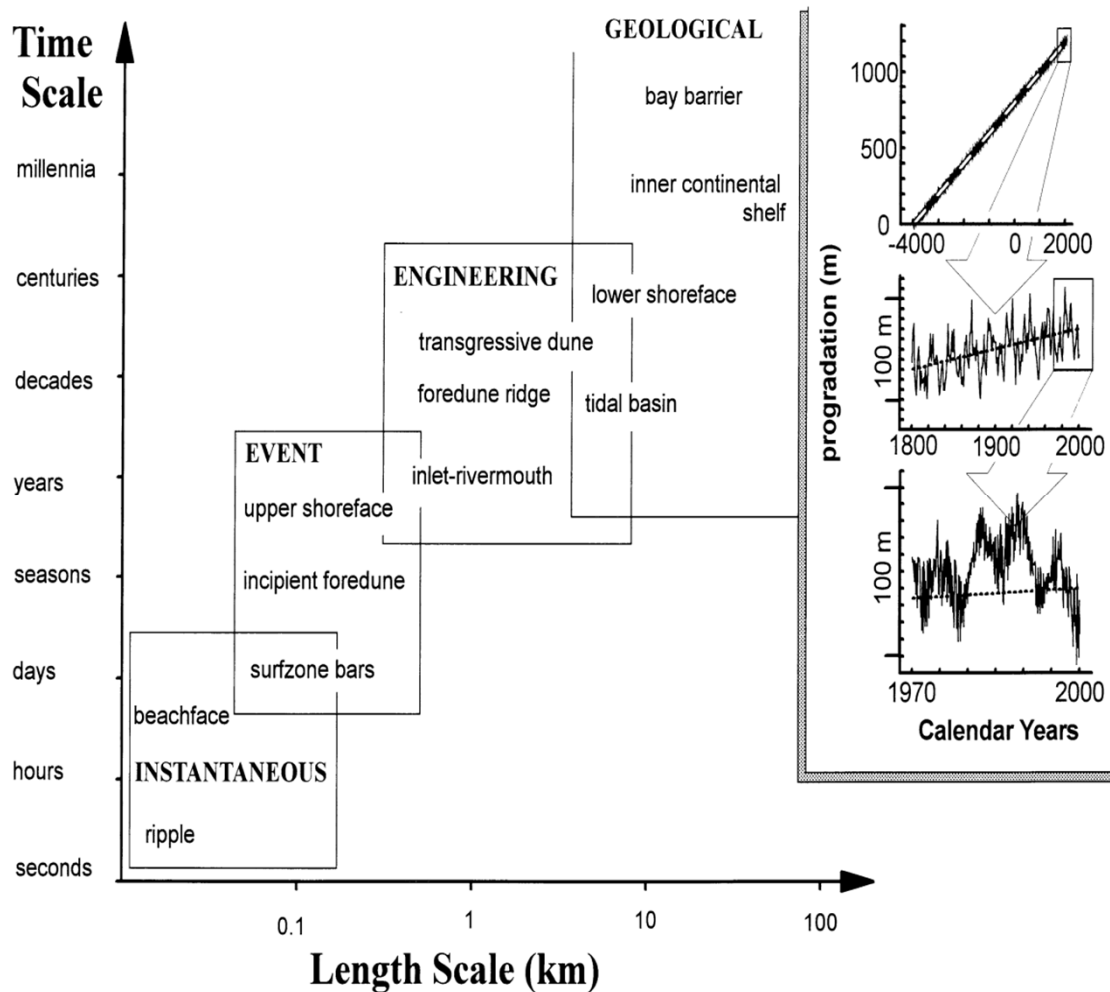 Time
Scale
millennia
centuries
decades
years
seasons
days
hours
seconds
GEOLOGICAL
bay barrier
inner continental
shelf
ENGINEERING
lower shoreface
transgressive dune
foredune ridge
tidal basin
EVENT
inlet-rivermouth
upper shoreface
incipient foredune
surfzone bars
beachface
INSTANTANEOUS
ripple
0.1
1
10
100
Length Scale (km)
progradation (m)
1000
500
0
-4000
0
2000
100 m
1800
1900
2000
100 m
1970
2000
Calendar Years